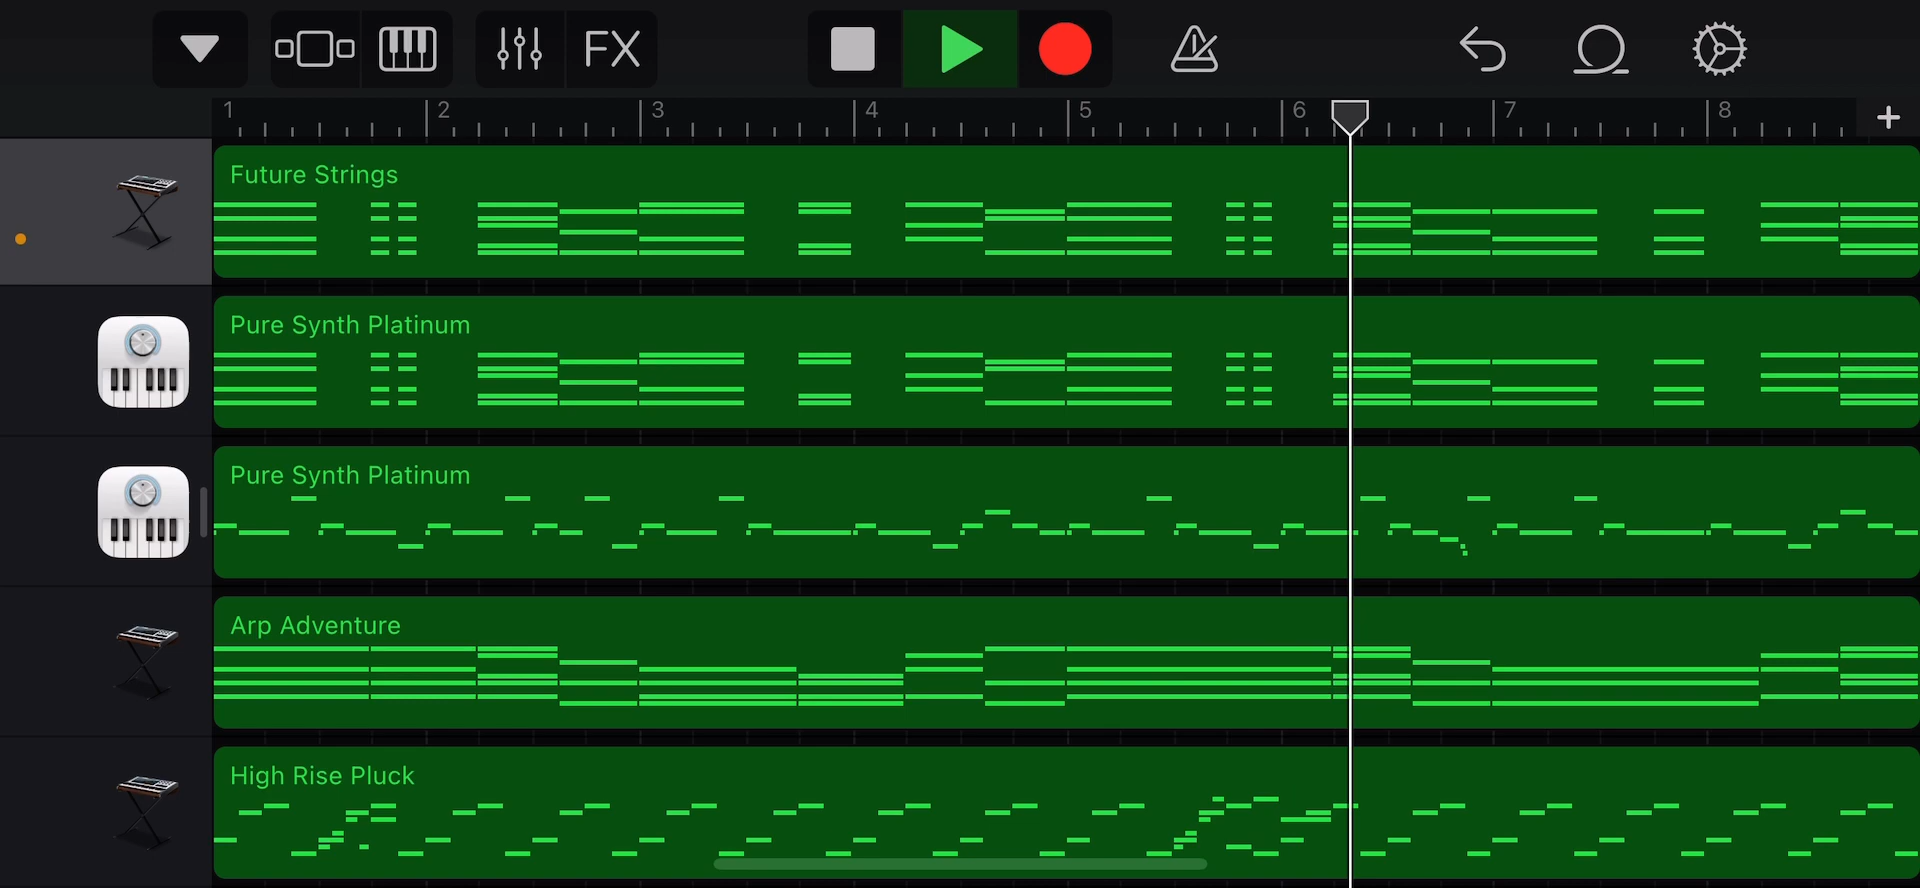 FX
1 2 3 4 5 6 7 8
Future Strings
Pure Synth Platinum
Pure Synth Platinum
Arp Adventure
High Rise Pluck